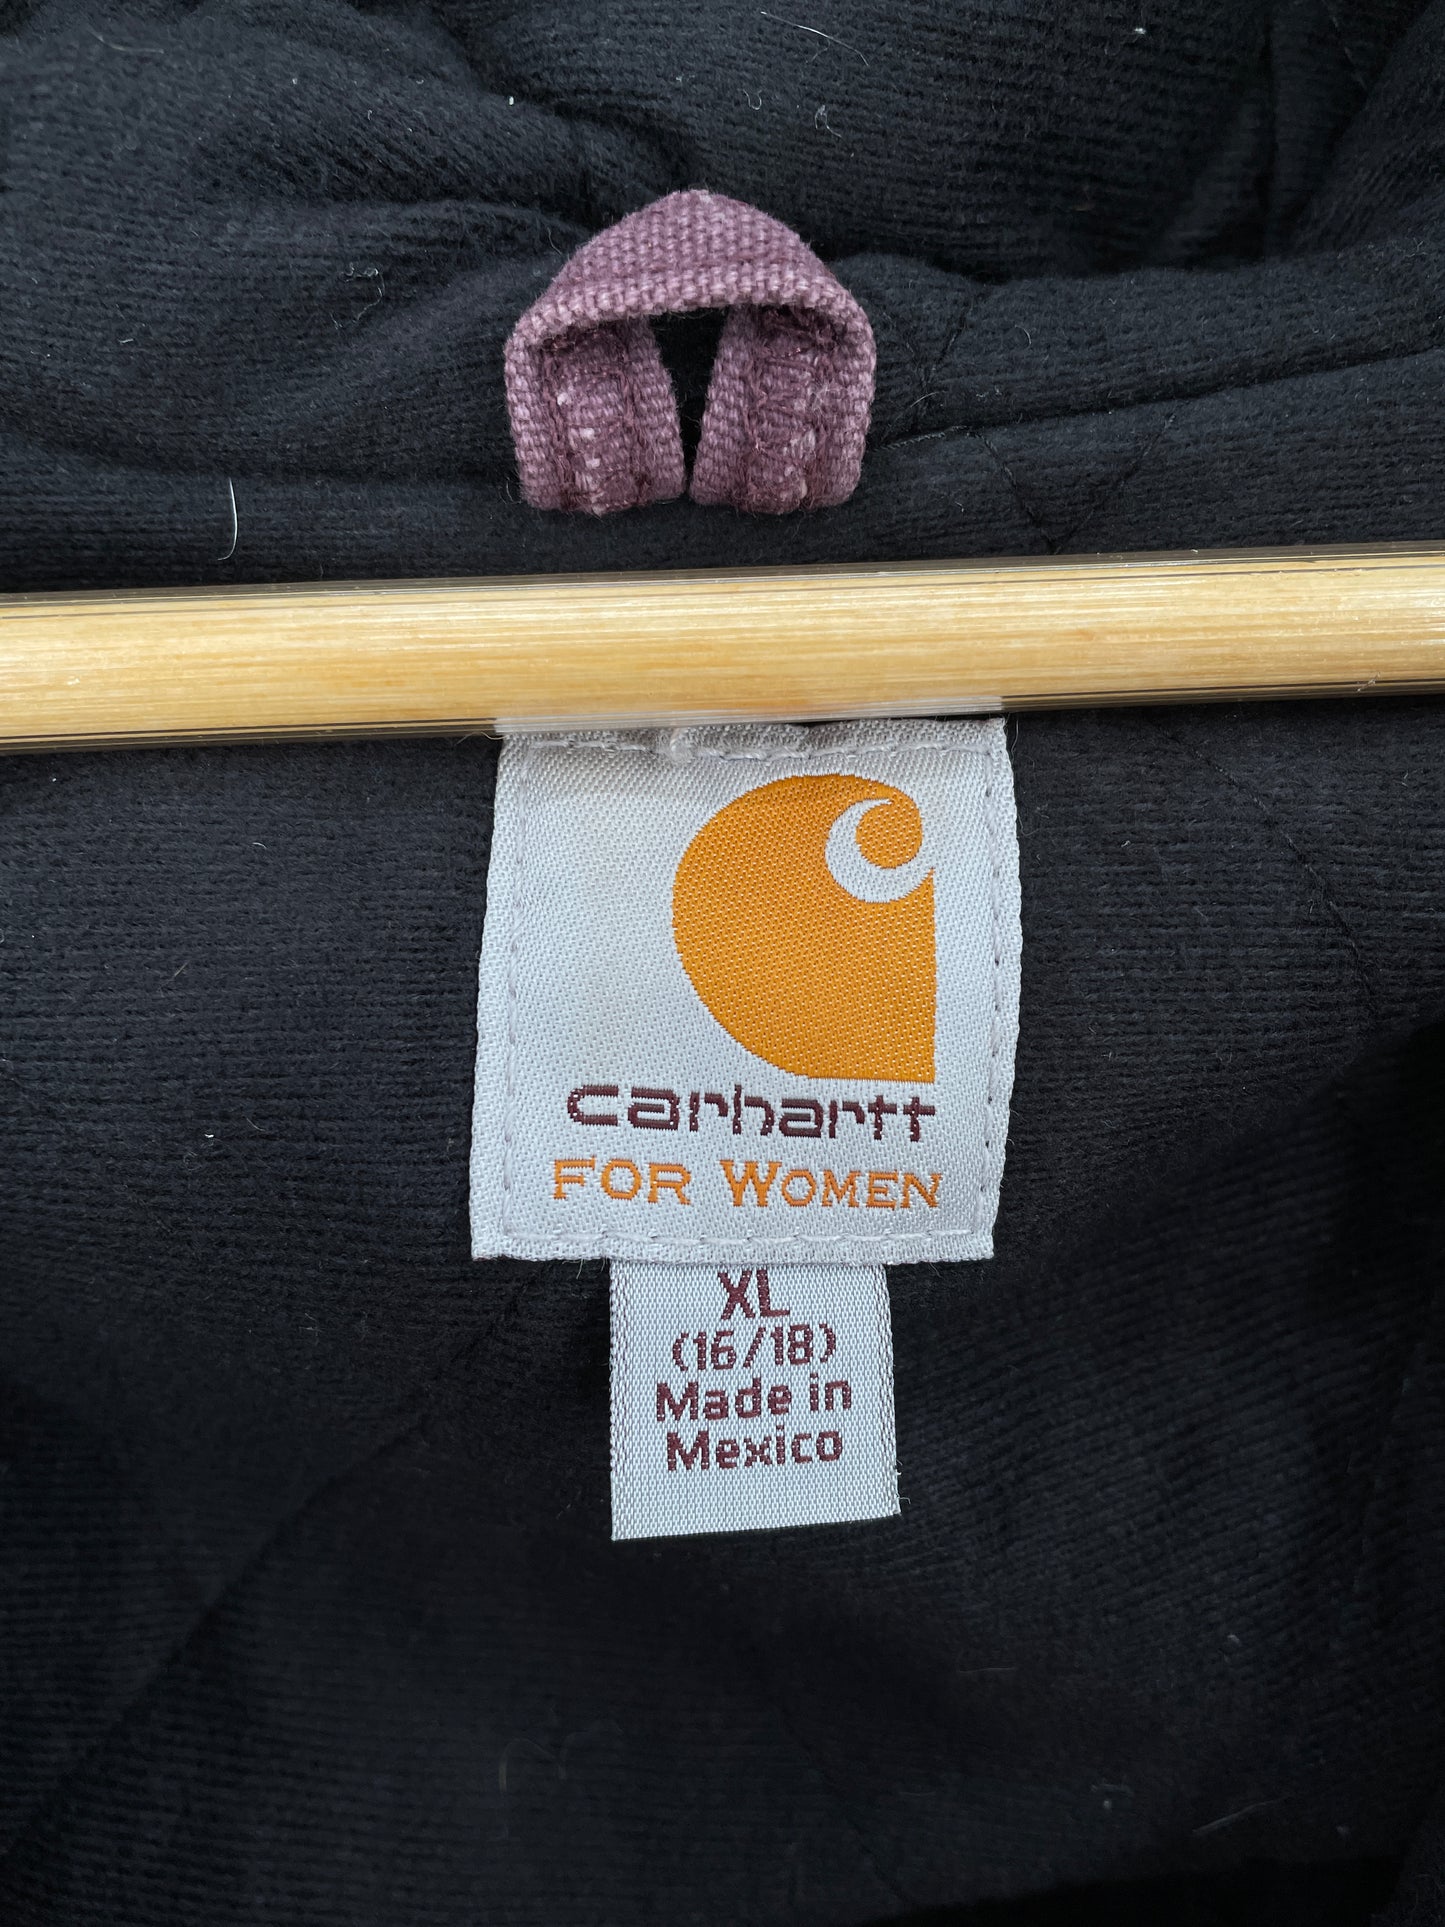 carhartt
FOR WOMEN
XL
(16/18)
Made in
Mexico